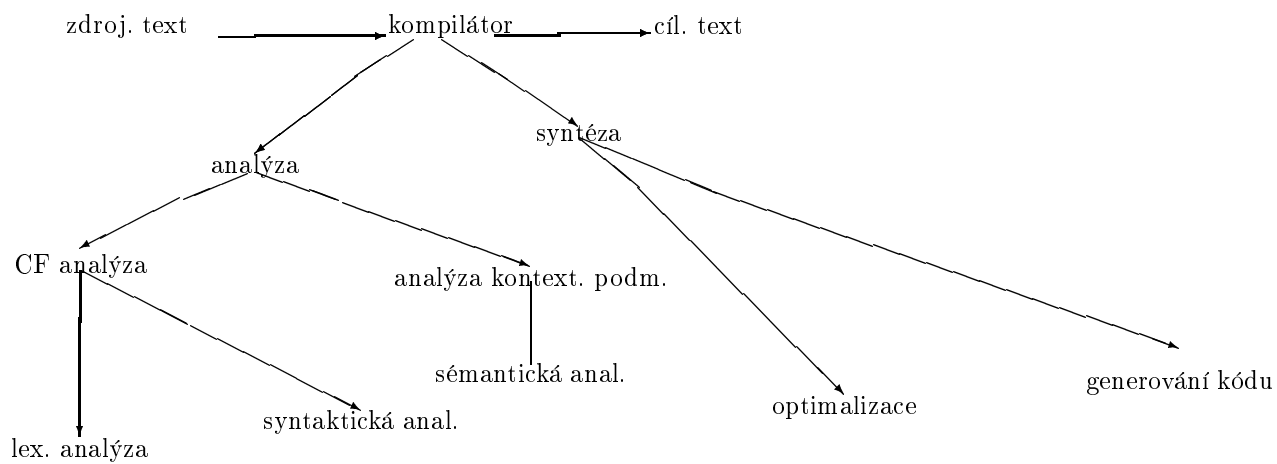 zdroj. text kompilátor cíl. text
syntéza
analýza
CF analýza
analýza kontext. podm.
sémantická anal.
generování kódu
optimalizace
syntaktická anal.
lex. analýza